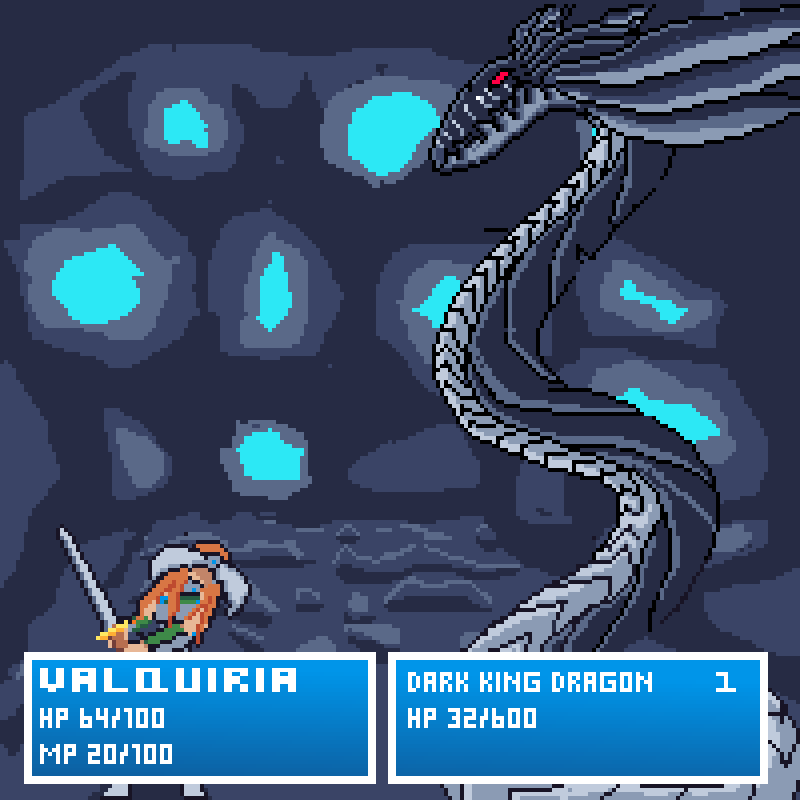 VALQUIRIA
HP 64/100
MP 20/100
DARK KING DRAGON 1
HP 32/600